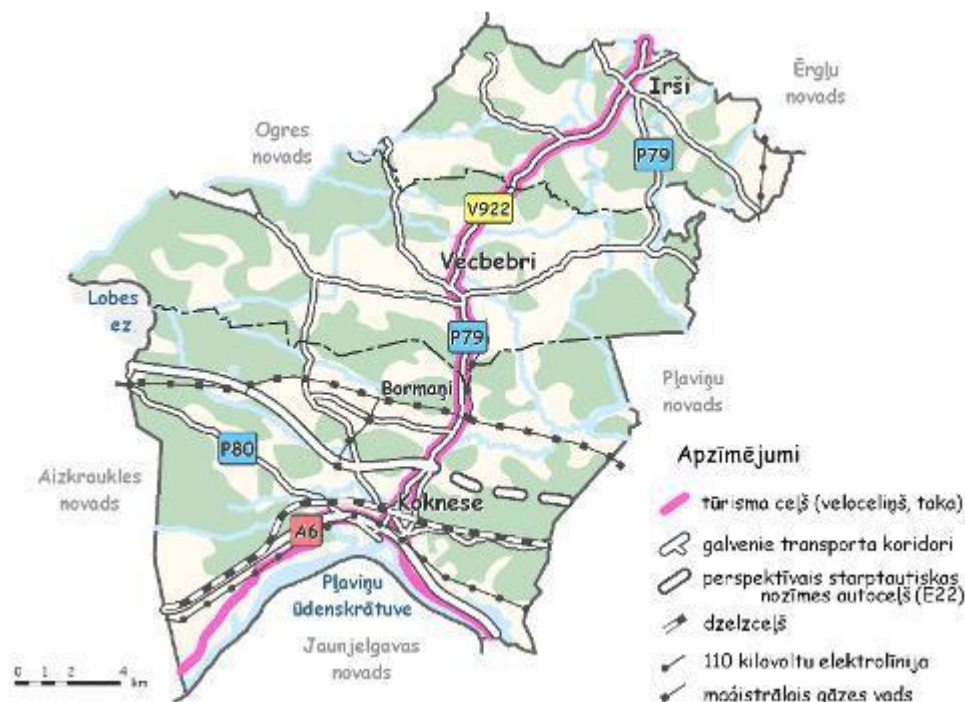 Ērgļu
novads
Irši
Ogres
novads
P79
V922
Vecbebri
Lobes
ez
P79
Bormaņi
Pļaviņu
novads
P80
Aizkraukles
novads
Koknese
A6
Pļaviņu
ūdenskrātuve
Jaunjelgavas
novads
0 1 2 4
km
Apzīmējumi
tūrisma ceļš (veloceliņš, taka)
galvenie transporta koridori
perspektīvais starptautiskas
nozīmes autoceļš (E22)
dzelzceļš
110 kilovoltu elektrolīnija
maģistrālais gāzes vads